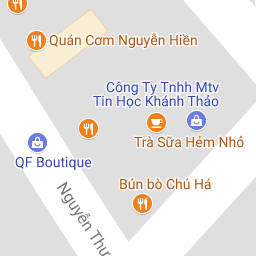 Quán Cơm Nguyễn Hiền
Công Ty Tnhh Mtv
Tin Học Khánh Thảo
Trà Sữa Hẻm Nhỏ
QF Boutique
Bún bò Chú Há
Nguyễn